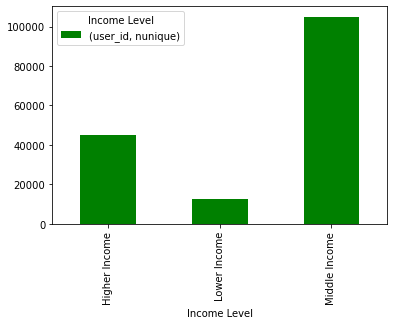 Income Level
(user_id, nunique)
100000
80000
60000
40000
20000
0
Higher Income
Lower Income
Middle Income
Income Level